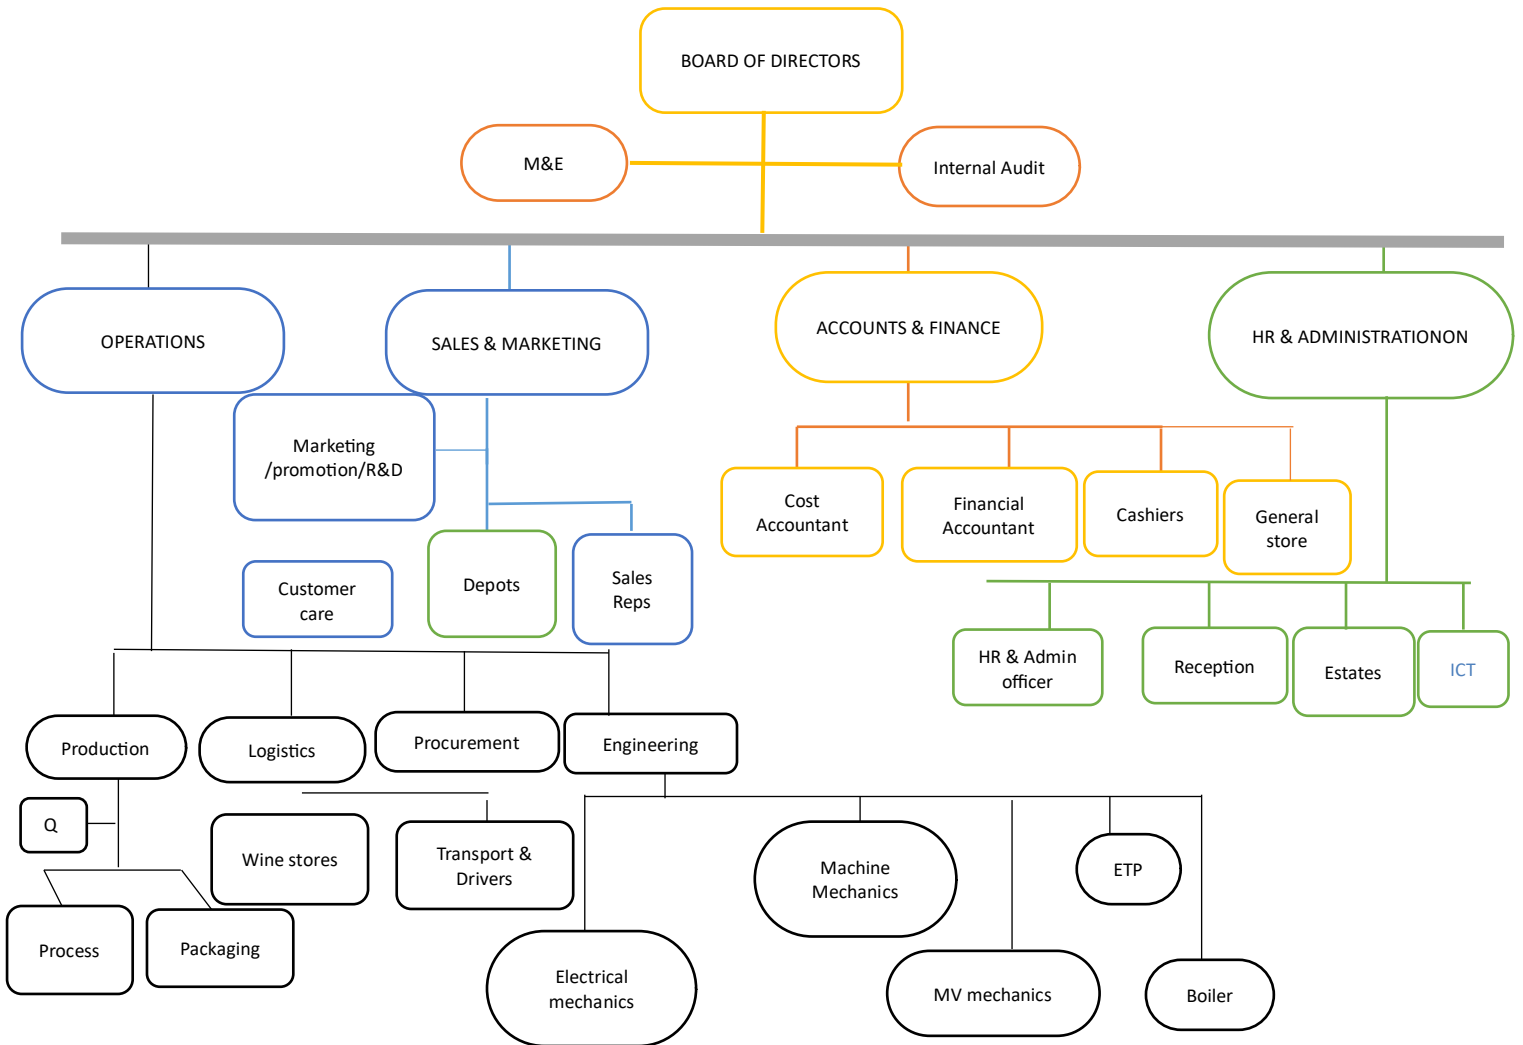 BOARD OF DIRECTORS
M&E
Internal Audit
OPERATIONS
SALES & MARKETING
ACCOUNTS & FINANCE
HR & ADMINISTRATIONON
Marketing
/promotion/R&D
Cost
Accountant
Financial
Accountant
Cashiers
General
store
Customer
care
Depots
Sales
Reps
HR & Admin
officer
Reception
Estates
ICT
Production
Logistics
Procurement
Engineering
Q
Wine stores
Transport &
Drivers
Machine
Mechanics
ETP
Process
Packaging
Electrical
mechanics
MV mechanics
Boiler